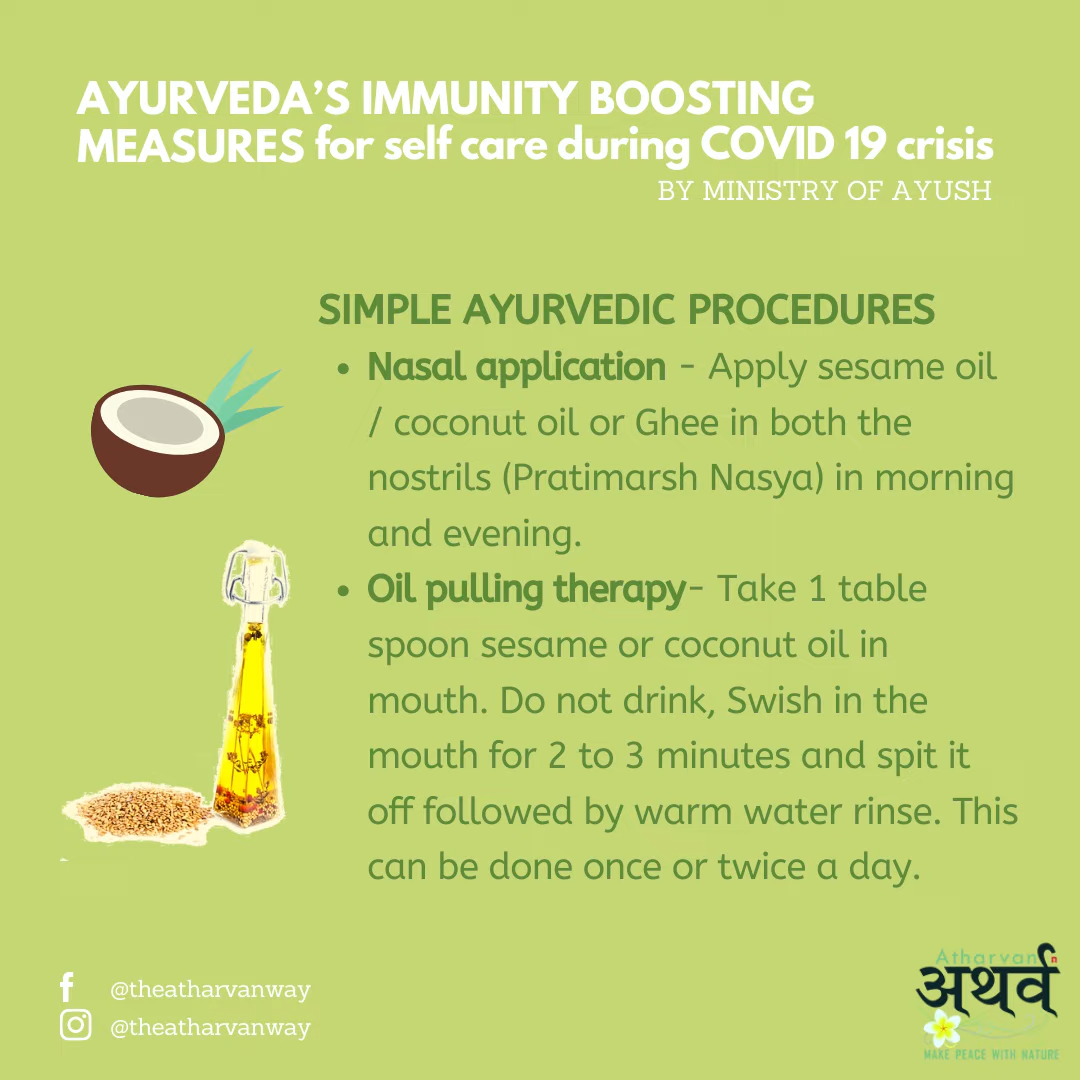 AYURVEDA'S IMMUNITY BOOSTING
MEASURES for self care during COVID 19 crisis
BY MINISTRY OF AYUSH
SIMPLE AYURVEDIC PROCEDURES
• Nasal application - Apply sesame oil
/ coconut oil or Ghee in both the
nostrils (Pratimarsh Nasya) in morning
and evening.
• Oil pulling therapy- Take 1 table
spoon sesame or coconut oil in
mouth. Do not drink, Swish in the
mouth for 2 to 3 minutes and spit it
off followed by warm water rinse. This
can be done once or twice a day.
@theatharvanway
@theatharvanway
Atharvan
अथर्व
MAKE PEACE WITH NATURE